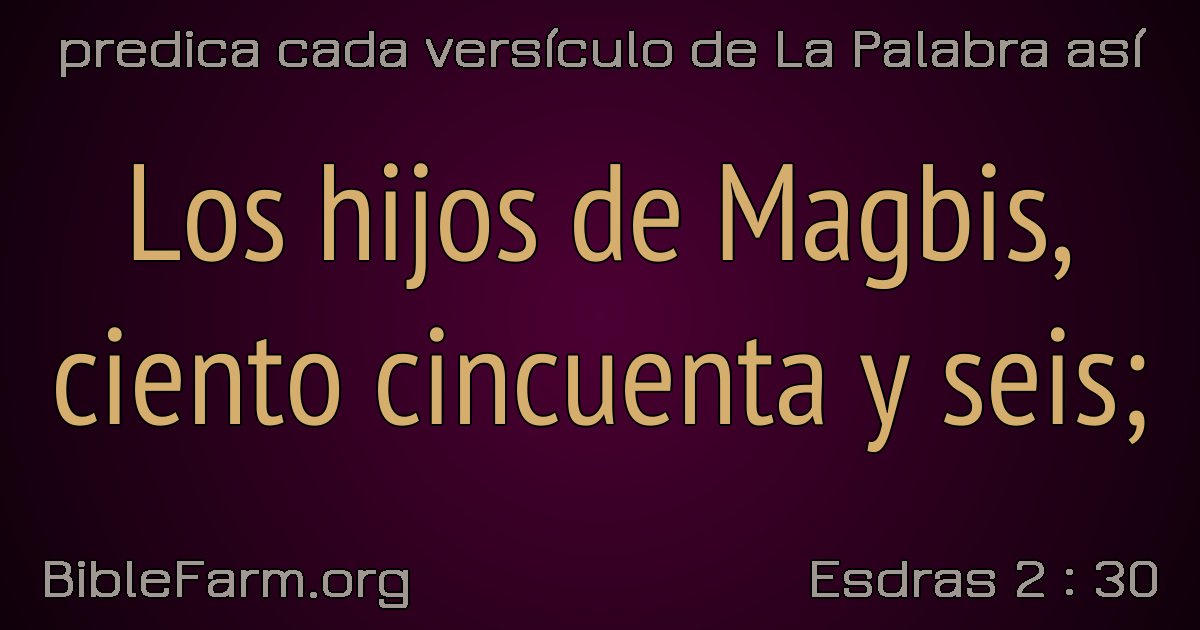 predica cada versículo de La Palabra así
Los hijos de Magbis,
ciento cincuenta y seis;
BibleFarm.org
Esdras 2 : 30